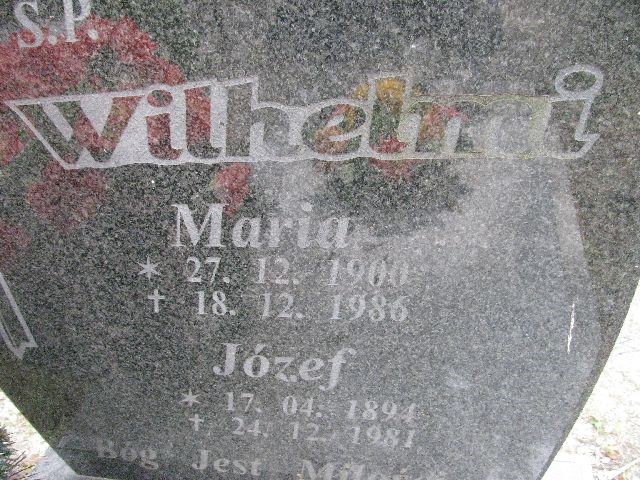 Ś.P.
Wilhelmi
Maria
* 27. 12. 1900
✝ 18. 12. 1986
Józef
* 17. 04. 1894
✝ 24. 12. 1981
Bóg Jest